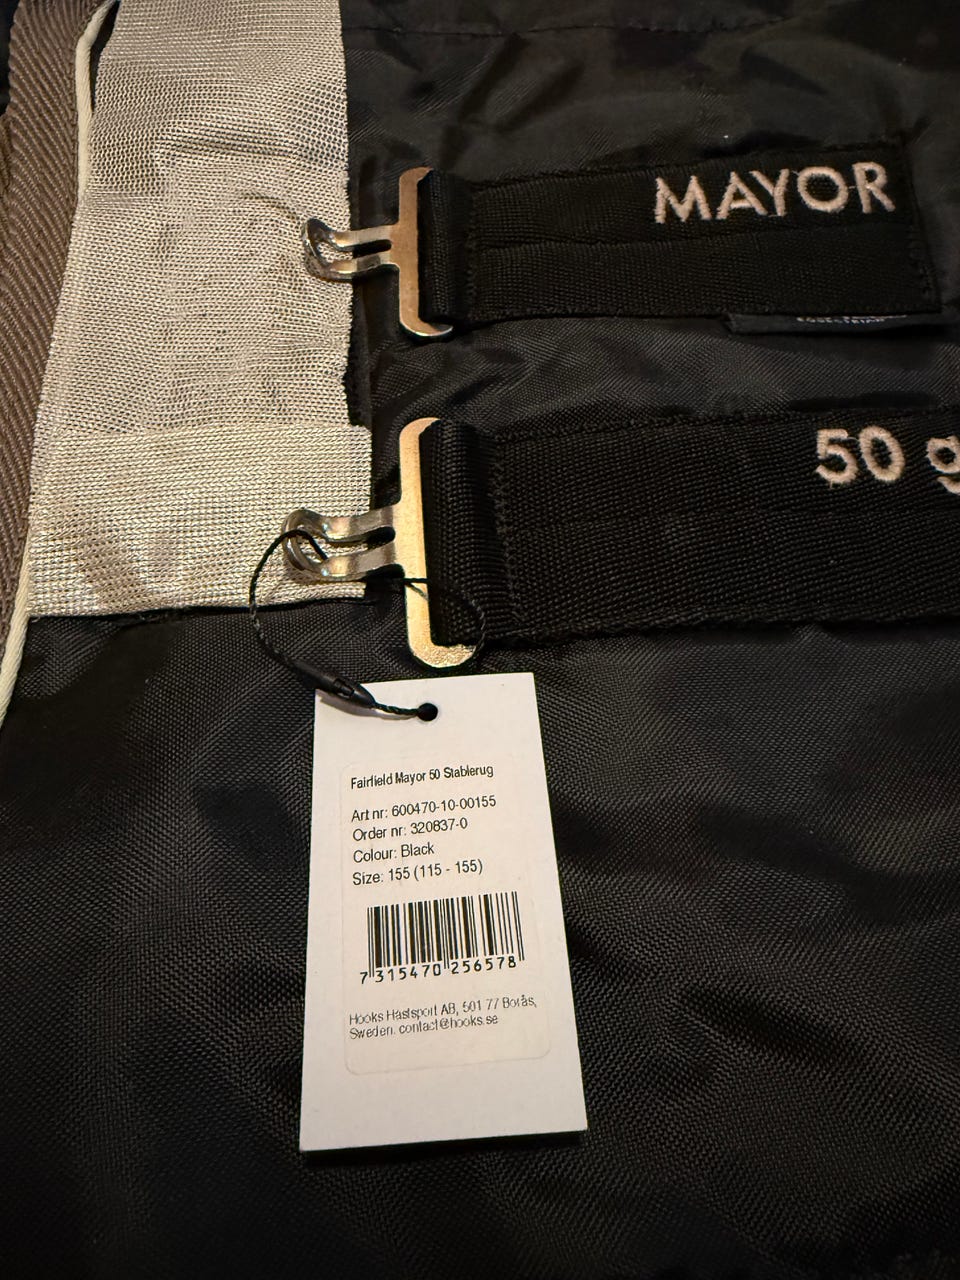 MAYOR
50 g
Fairfield Mayor 50 Stablerug
Art nr: 600470-10-00155
Order nr: 320837-0
Colour: Black
Size: 155 (115 - 155)
7 315470 256578
Hööks Hästsport AB, 501 77 Borås,
Sweden. contact@hooks.se